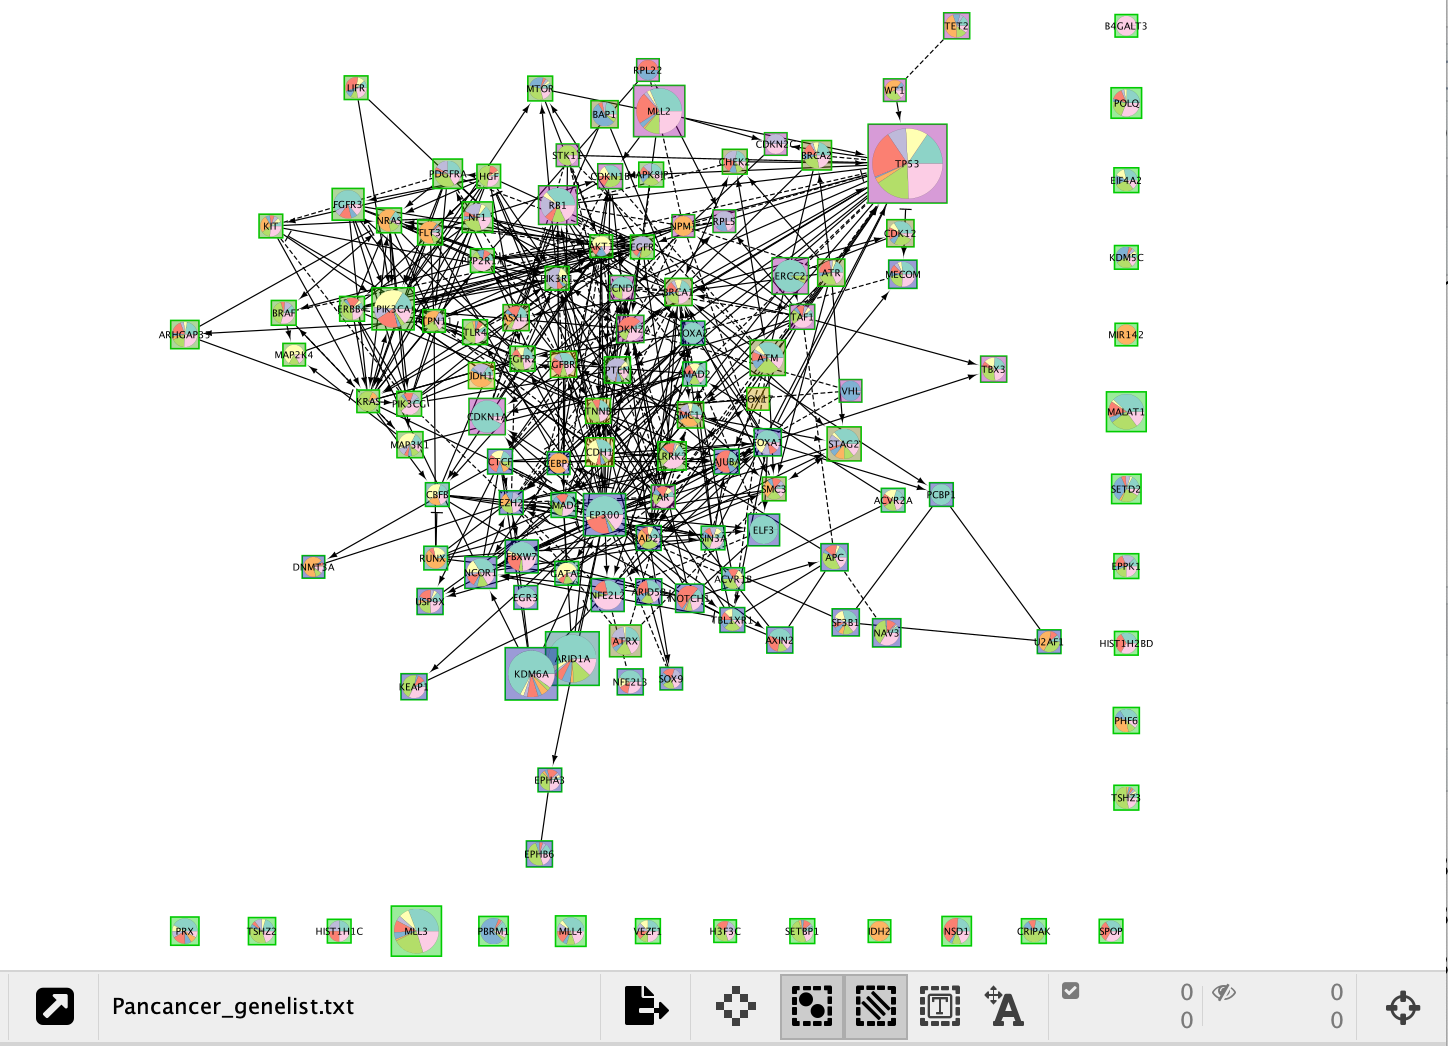 TET2
B4GALT3
RPL22
LIFR
MTOR
WT1
POLQ
BAP1
MLL2
CDKN2C
STK11
BRCA2
CHEK2
TP53
PDGFRA
HGF
CDKN1B
MAPK8IP1
EIF4A2
FGFR3
RB1
NRAS
NF1
KIT
FLT3
NPM1
RPL5
CDK12
AKT1
EGFR
PPP2R1A
KDM5C
PIK3R1
ERCC2
ATR
MECOM
CCND1
BRCA1
BRAF
ERBB4
PIK3CA
PTPN11
ASXL1
TAF1
ARHGAP35
TLR4
CDKN2A
FOXA2
MIR142
MAP2K4
FGFR2
TGFBR2
ATM
IDH1
PTEN
SMAD2
TBX3
VHL
KRAS
PIK3CG
SOX17
CDKN1A
CTNNB1
SMC1A
MALAT1
MAP3K1
CDH1
LRRK2
FOXA1
STAG2
CTCF
CEBPA
AJUBA
CBFB
EZH2
SMAD4
AR
SMC3
ACVR2A
PCBP1
SETD2
EP300
ELF3
RAD21
SIN3A
RUNX1
FBXW7
APC
DNMT3A
NCOR1
GATA3
ACVR1B
EPPK1
USP9X
EGR3
NFE2L2
ARID5B
NOTCH1
TBL1XR1
SF3B1
NAV3
ATRX
AXIN2
U2AF1
HIST1H2BD
ARID1A
KDM6A
KEAP1
NFE2L3
SOX9
PHF6
EPHA3
TSHZ3
EPHB6
PRX
TSHZ2
HIST1H1C
MLL3
PBRM1
MLL4
VEZF1
H3F3C
SETBP1
IDH2
NSD1
CRIPAK
SPOP
Pancancer_genelist.txt
T
A
0
0
0
0